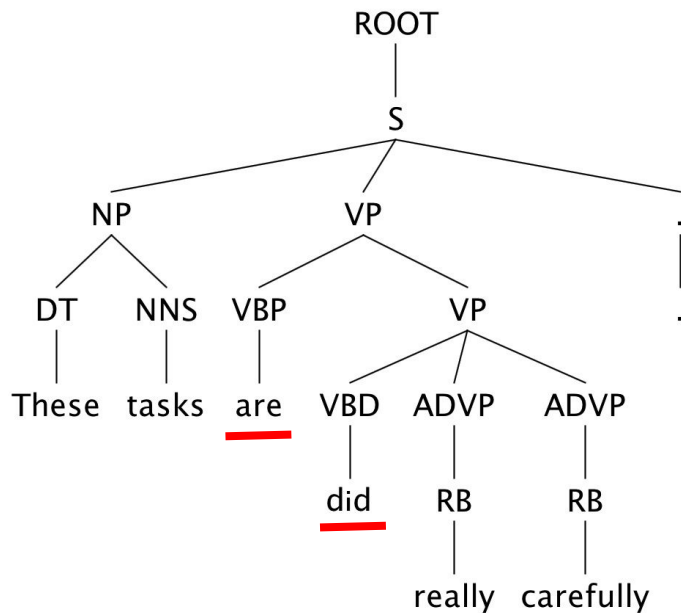 ROOT
S
NP VP .
DT NNS VBP VP .
These tasks are VBD ADVP ADVP
did RB RB
really carefully